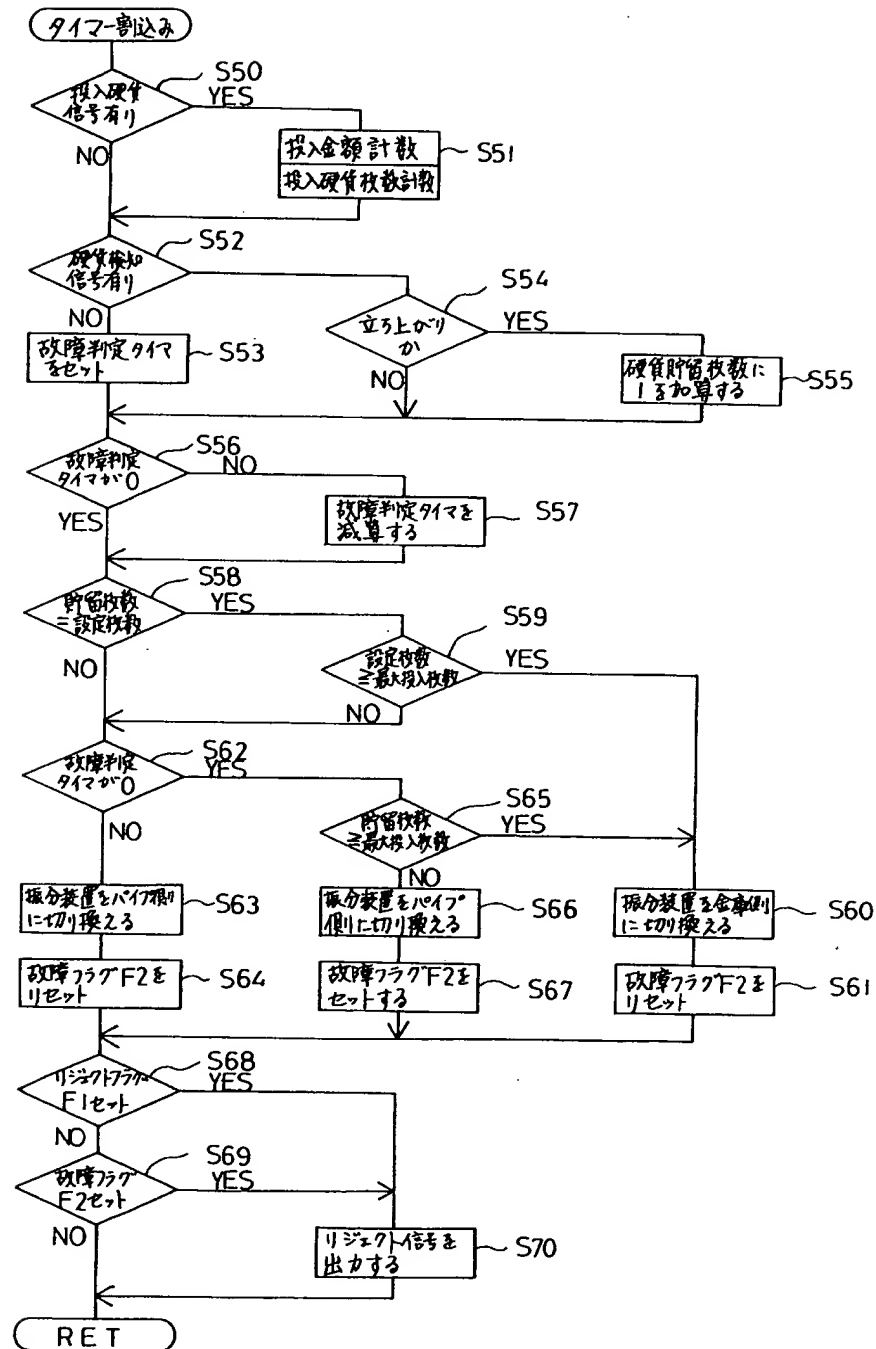 タイマー割込み
S50
投入硬貨
信号有り
YES
NO
投入金額計数
投入硬貨枚数計数
S51
S52
硬貨検知
信号有り
NO
S54
立ち上がり
か
YES
NO
故障判定タイマ
をセット
S53
硬貨貯留枚数に
1を加算する
S55
S56
故障判定
タイマが0
NO
YES
故障判定タイマを
減算する
S57
S58
貯留枚数
=設定枚数
YES
NO
S59
設定枚数
≧最大投入枚数
YES
NO
S62
故障判定
タイマが0
YES
NO
S65
貯留枚数
≧最大投入枚数
YES
NO
振分装置をパイプ側
に切り換える
S63
振分装置をパイプ
側に切り換える
S66
振分装置を金庫側
に切り換える
S60
故障フラグF2を
リセット
S64
故障フラグF2を
セットする
S67
故障フラグF2を
リセット
S61
S68
リジェクトフラグ
F1セット
YES
NO
S69
故障フラグ
F2セット
YES
NO
リジェクト信号を
出力する
S70
RET